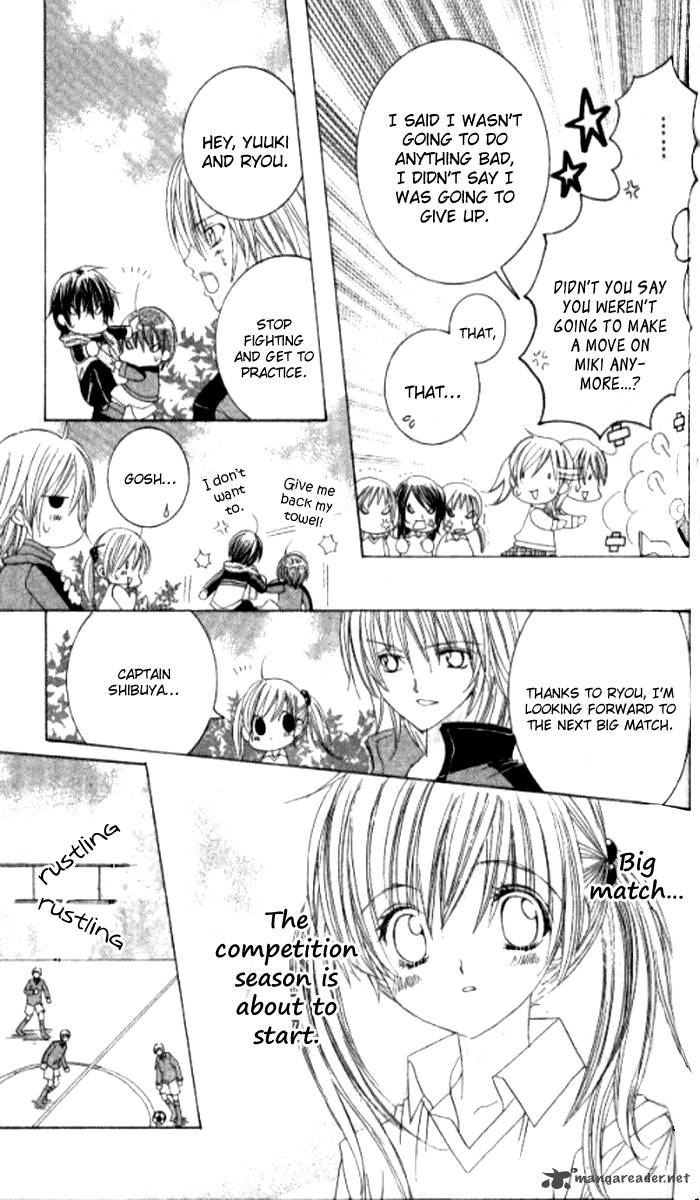 ......
DIDN'T YOU SAY
YOU WEREN'T
GOING TO MAKE
A MOVE ON
MIKI ANY-
MORE...?
I SAID I WASN'T
GOING TO DO
ANYTHING BAD,
I DIDN'T SAY I
WAS GOING TO
GIVE UP.
THAT,
THAT...
HEY, YUUKI
AND RYOU.
STOP
FIGHTING
AND GET TO
PRACTICE.
Give me
back my
towel!
I don't
want
to.
GOSH...
THANKS TO RYOU, I'M
LOOKING FORWARD TO
THE NEXT BIG MATCH.
CAPTAIN
SHIBUYA...
Big
match...
The
competition
season is
about to
start.
rustling
rustling
mangareader.net